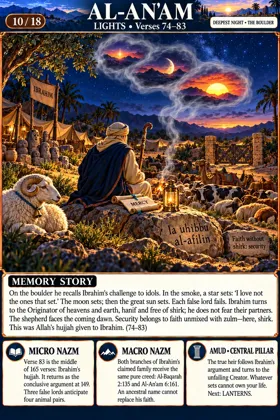 10 / 18
AL-AN'AM
LIGHTS • Verses 74–83
DEEPEST NIGHT • THE BOULDER
IBRAHIM
MERCY
la uhibbu
al-afilin
Faith without
shirk: security
MEMORY STORY
On the boulder he recalls Ibrahim's challenge to idols. In the smoke, a star sets: 'I love not
the ones that set.' The moon sets; then the great sun sets. Each false lord fails. Ibrahim turns
to the Originator of heavens and earth, hanif and free of shirk; he does not fear their partners.
The shepherd faces the coming dawn. Security belongs to faith unmixed with zulm—here, shirk.
This was Allah's hujjah given to Ibrahim. (74–83)
MICRO NAZM
Verse 83 is the middle
of 165 verses: Ibrahim's
hujjah. It returns as the
conclusive argument at 149.
Three false lords anticipate
four animal pairs.
MACRO NAZM
Both branches of Ibrahim's
claimed family receive the
same pure creed: Al-Baqarah
2:135 and Al-An'am 6:161.
An ancestral name cannot
replace his faith.
AMUD • CENTRAL PILLAR
The true heir follows Ibrahim's
argument and turns to the
unfailing Creator. Whatever
sets cannot own your life.
Next: LANTERNS.